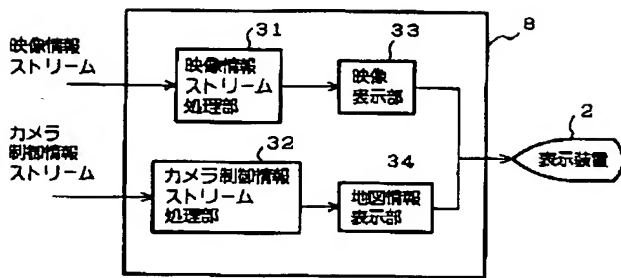 映像情報
ストリーム
カメラ
制御情報
ストリーム
31
映像情報
ストリーム
処理部
33
映像
表示部
8
32
カメラ制御情報
ストリーム
処理部
34
地図情報
表示部
2
表示装置